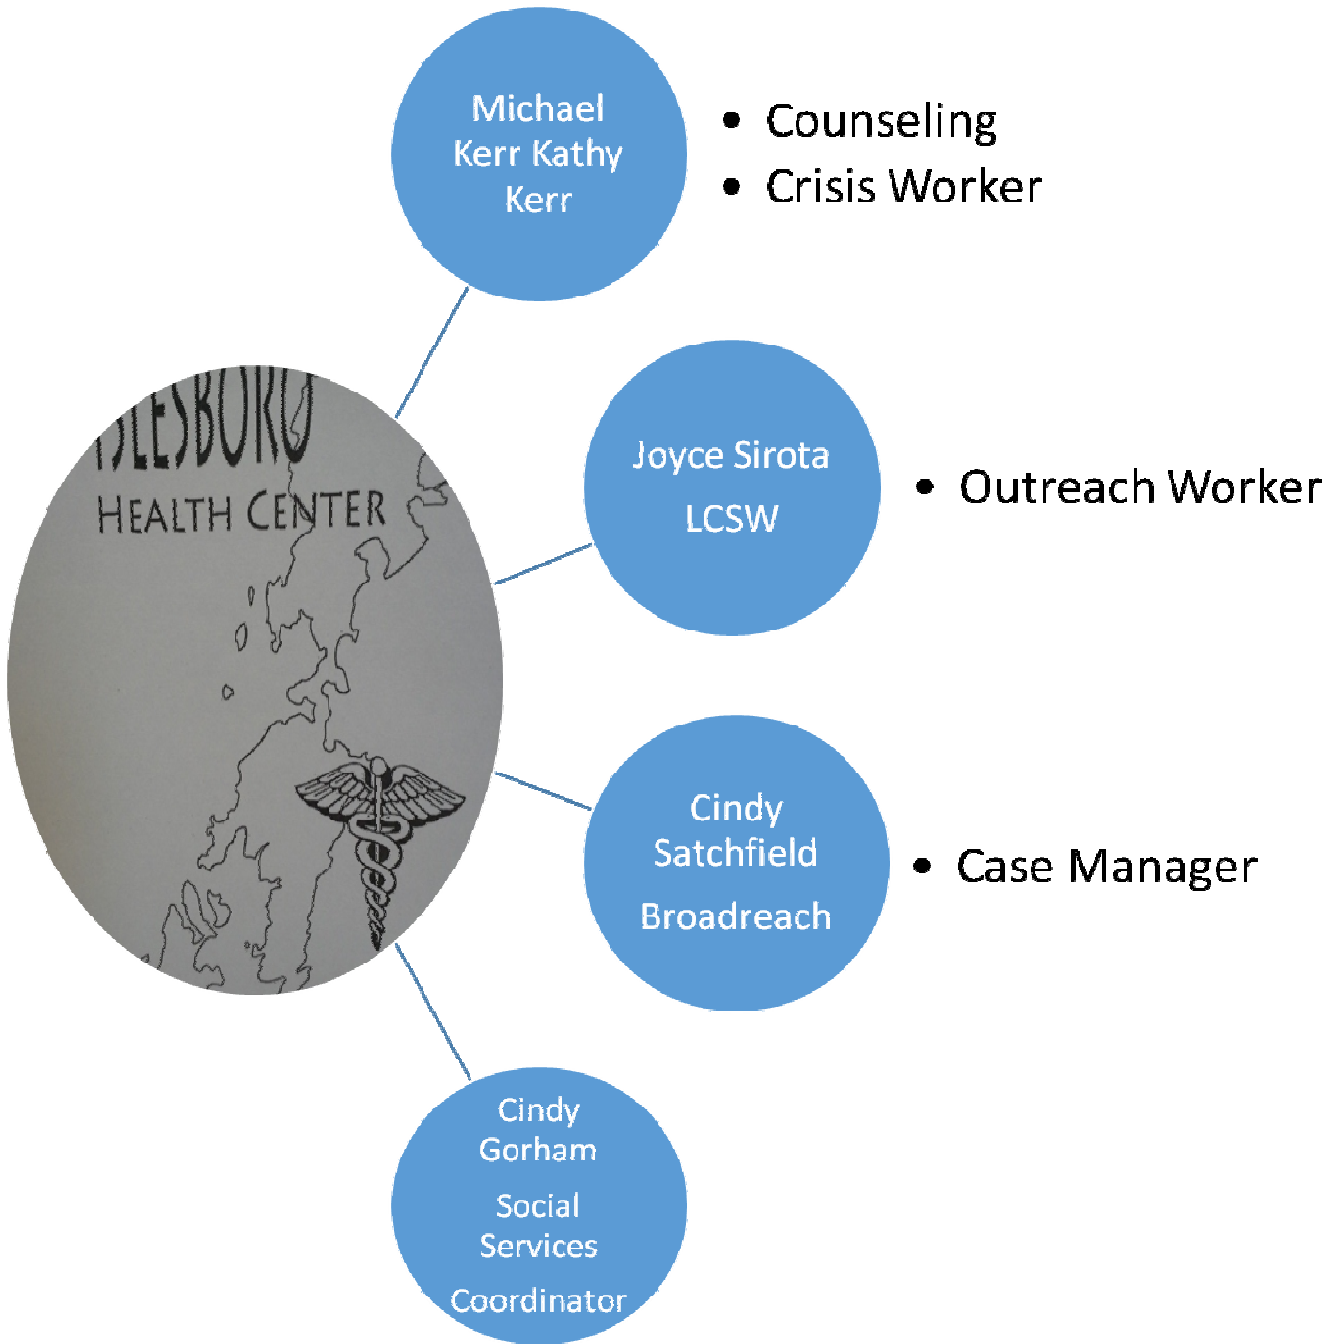 Michael
Kerr Kathy
Kerr
• Counseling
• Crisis Worker
ISLESBORO
HEALTH CENTER
Joyce Sirota
LCSW
• Outreach Worker
Cindy
Satchfield
Broadreach
• Case Manager
Cindy
Gorham
Social
Services
Coordinator